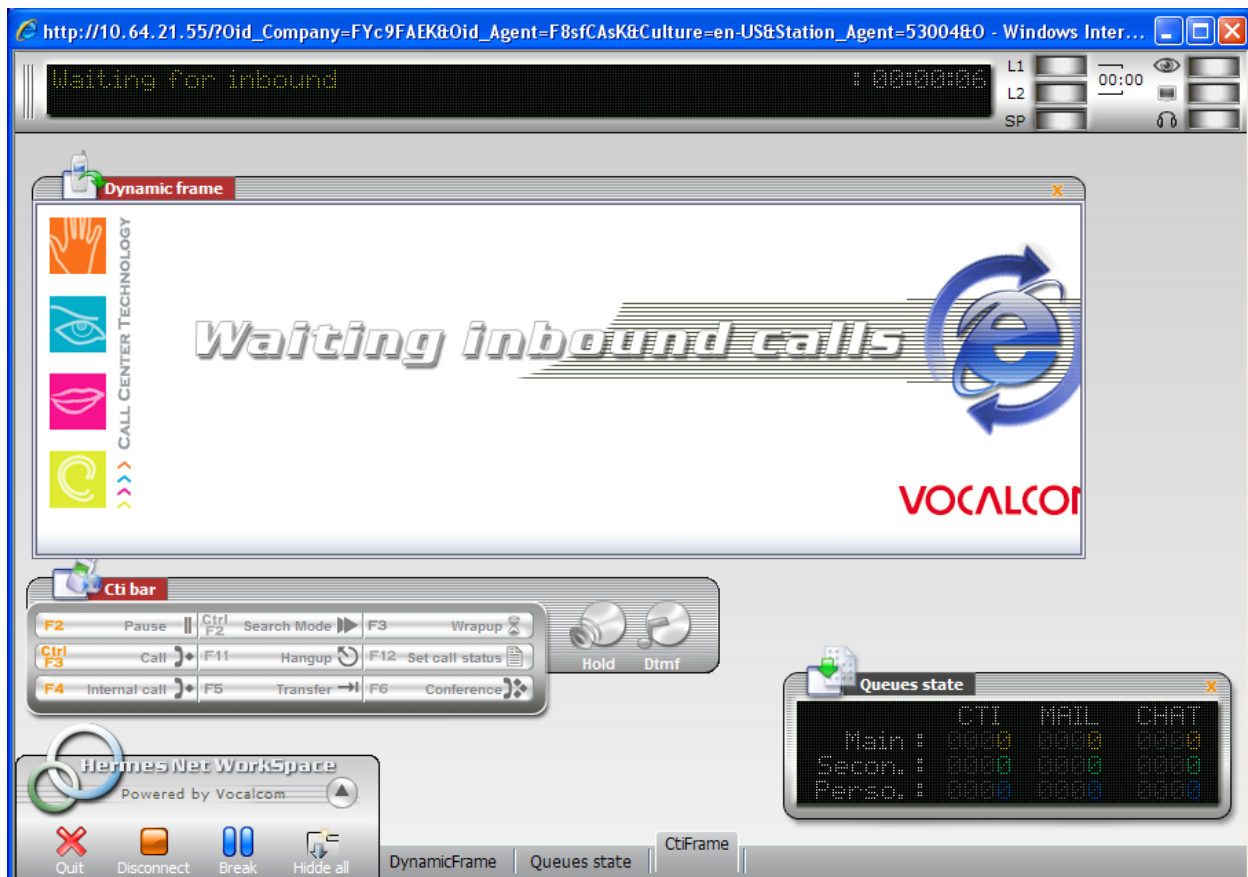 http://10.64.21.55/?Oid_Company=FYc9FAEK&Oid_Agent=F8sfCAsK&Culture=en-US&Station_Agent=53004&O - Windows Inter...
Waiting for inbound : 00:00:06
L1
L2
SP
00:00
Dynamic frame x
CALL CENTER TECHNOLOGY
Waiting inbound calls
VOCALCOM
Cti bar
F2 Pause Ctrl F2 Search Mode F3 Wrapup
Ctrl F3 Call F11 Hangup F12 Set call status
F4 Internal call F5 Transfer F6 Conference
Hold Dtmf
Queues state x
CTI MAIL CHAT
Main : 0000 0000 0000
Secon. : 0000 0000 0000
Perso. : 0000 0000 0000
Hermes Net WorkSpace
Powered by Vocalcom
Quit Disconnect Break Hidde all
DynamicFrame Queues state CtiFrame